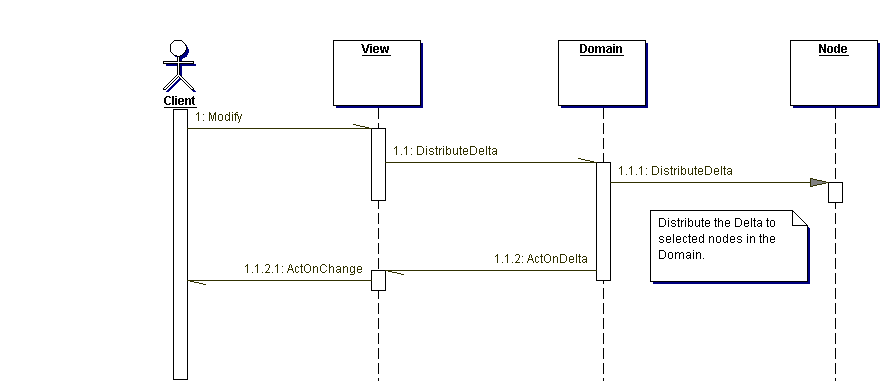 View
Domain
Node
Client
1: Modify
1.1: DistributeDelta
1.1.1: DistributeDelta
Distribute the Delta to
selected nodes in the
Domain.
1.1.2: ActOnDelta
1.1.2.1: ActOnChange